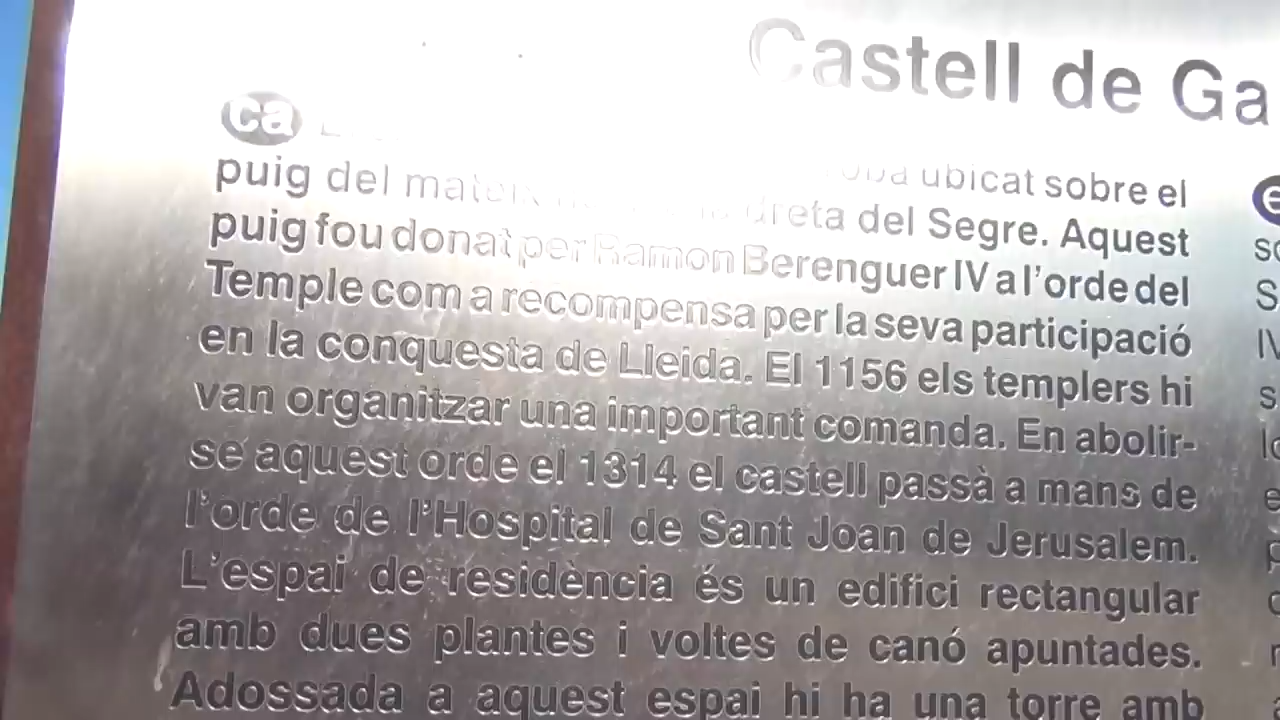 Castell de Ga
ca
ubicat sobre el
puig del mateix dreta del Segre. Aquest
puig fou donat per Ramon Berenguer IV a l'orde del
Temple com a recompensa per la seva participació
en la conquesta de Lleida. El 1156 els templers hi
van organitzar una important comanda. En abolir-
se aquest orde el 1314 el castell passà a mans de
l'orde de l'Hospital de Sant Joan de Jerusalem.
L'espai de residència és un edifici rectangular
amb dues plantes i voltes de canó apuntades.
Adossada a aquest espai hi ha una torre amb